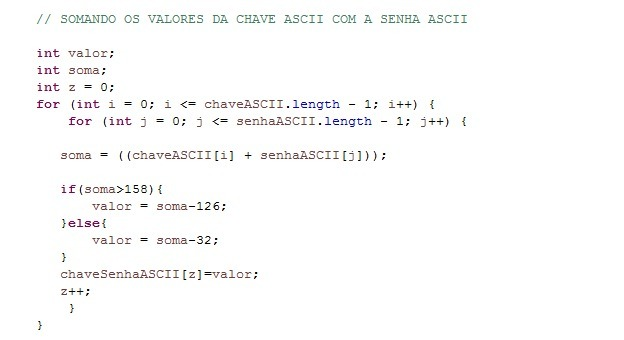 // SOMANDO OS VALORES DA CHAVE ASCII COM A SENHA ASCII
int valor;
int soma;
int z = 0;
for (int i = 0; i <= chaveASCII.length - 1; i++) {
for (int j = 0; j <= senhaASCII.length - 1; j++) {
soma = ((chaveASCII[i] + senhaASCII[j]));
if(soma>158){
valor = soma-126;
}else{
valor = soma-32;
}
chaveSenhaASCII[z]=valor;
z++;
}
}